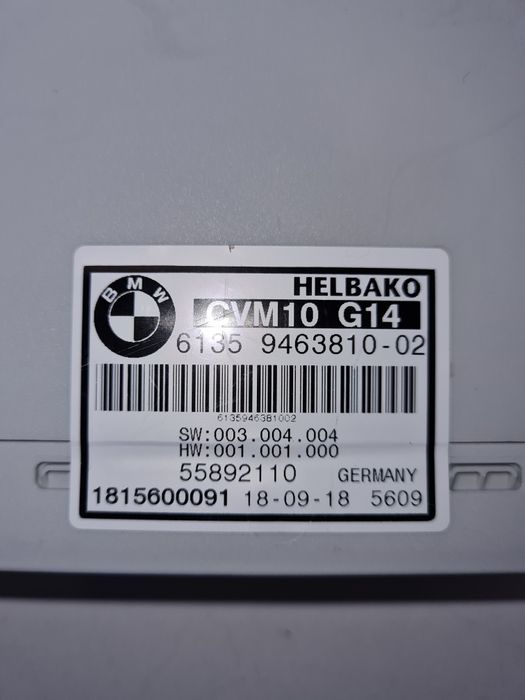 BMW
HELBAKO
CVM10 G14
6135 9463810-02
6135946381002
SW:003.004.004
HW:001.001.000
55892110 GERMANY
1815600091 18-09-18 5609